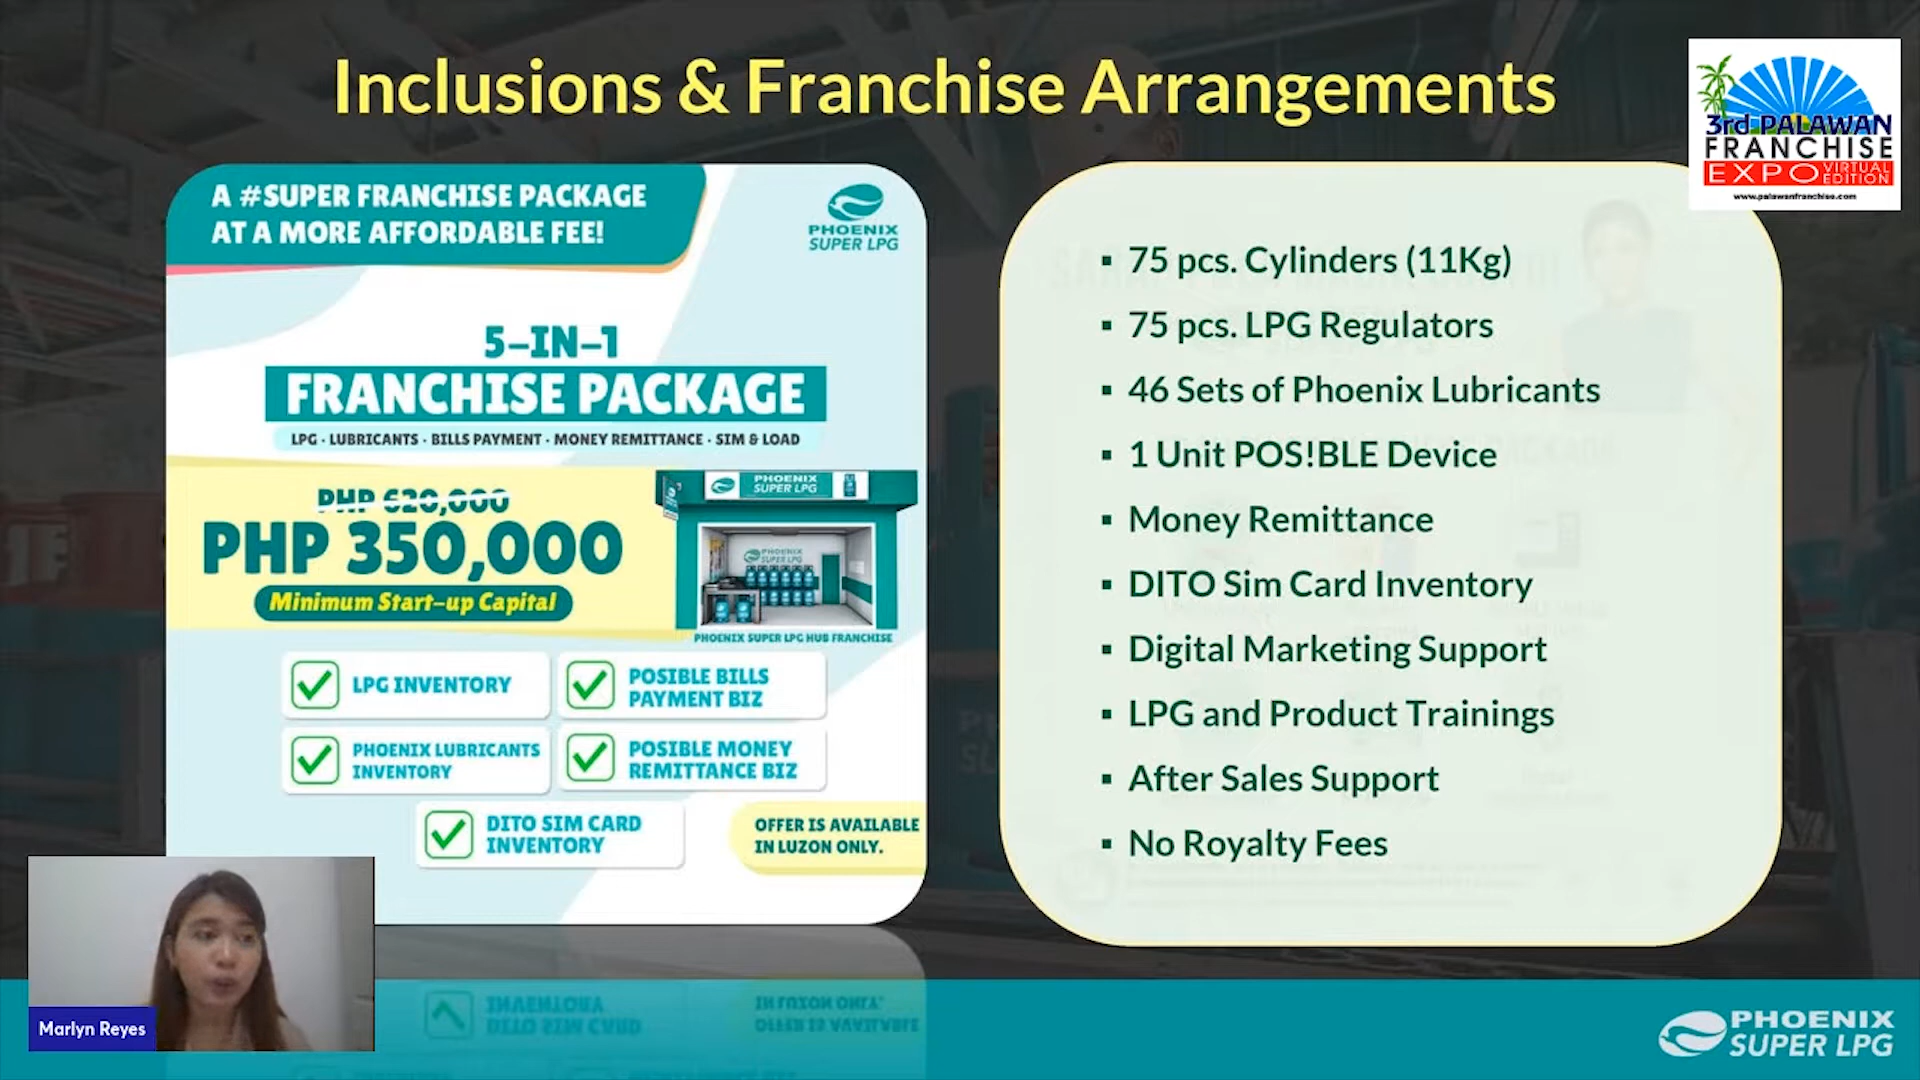 Inclusions & Franchise Arrangements
3rd PALAWAN
FRANCHISE
EXPO VIRTUAL EDITION
www.palawanfranchise.com
A #SUPER FRANCHISE PACKAGE
AT A MORE AFFORDABLE FEE!
PHOENIX
SUPER LPG
5-IN-1
FRANCHISE PACKAGE
LPG · LUBRICANTS · BILLS PAYMENT · MONEY REMITTANCE · SIM & LOAD
PHP 620,000
PHP 350,000
Minimum Start-up Capital
PHOENIX
SUPER LPG
PHOENIX
SUPER LPG
PHOENIX SUPER LPG HUB FRANCHISE
LPG INVENTORY
POSIBLE BILLS
PAYMENT BIZ
PHOENIX LUBRICANTS
INVENTORY
POSIBLE MONEY
REMITTANCE BIZ
DITO SIM CARD
INVENTORY
OFFER IS AVAILABLE
IN LUZON ONLY.
▪ 75 pcs. Cylinders (11Kg)
▪ 75 pcs. LPG Regulators
▪ 46 Sets of Phoenix Lubricants
▪ 1 Unit POS!BLE Device
▪ Money Remittance
▪ DITO Sim Card Inventory
▪ Digital Marketing Support
▪ LPG and Product Trainings
▪ After Sales Support
▪ No Royalty Fees
Marlyn Reyes
PHOENIX
SUPER LPG